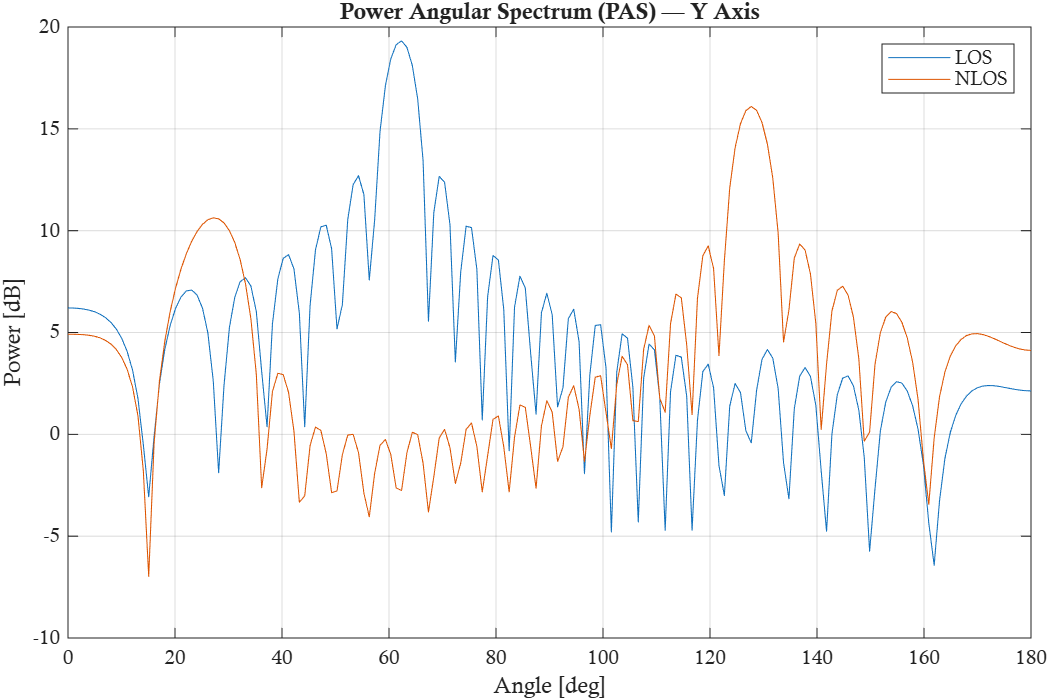 Power Angular Spectrum (PAS) — Y Axis
LOS
NLOS
20
15
10
5
0
-5
-10
Power [dB]
0 20 40 60 80 100 120 140 160 180
Angle [deg]